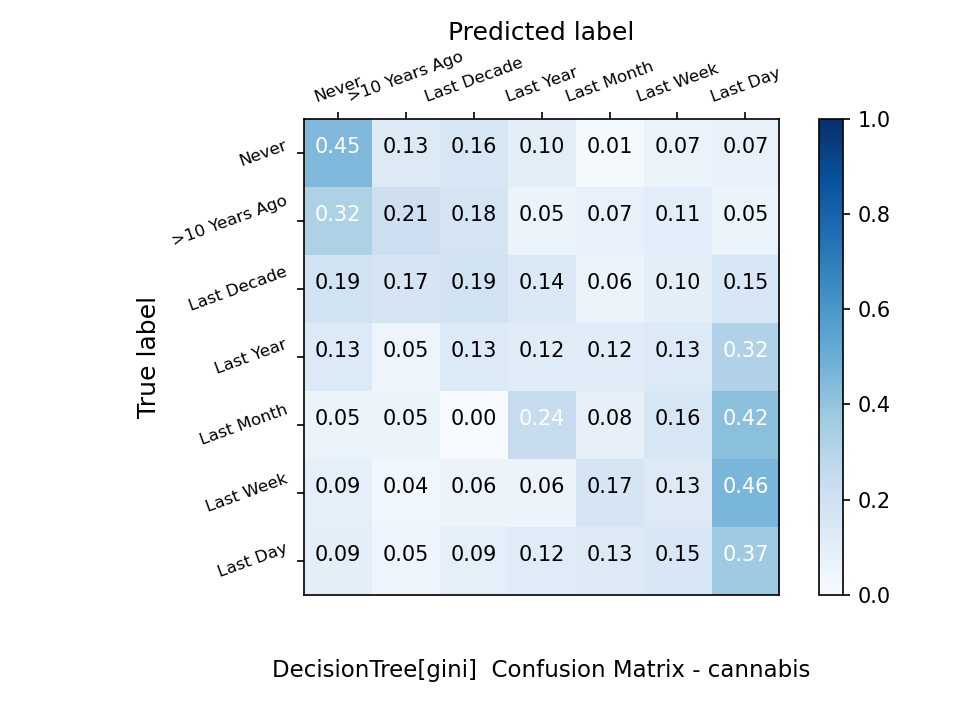 Predicted label
Never >10 Years Ago Last Decade Last Year Last Month Last Week Last Day
Never 0.45 0.13 0.16 0.10 0.01 0.07 0.07
>10 Years Ago 0.32 0.21 0.18 0.05 0.07 0.11 0.05
Last Decade 0.19 0.17 0.19 0.14 0.06 0.10 0.15
Last Year 0.13 0.05 0.13 0.12 0.12 0.13 0.32
Last Month 0.05 0.05 0.00 0.24 0.08 0.16 0.42
Last Week 0.09 0.04 0.06 0.06 0.17 0.13 0.46
Last Day 0.09 0.05 0.09 0.12 0.13 0.15 0.37
True label
1.0
0.8
0.6
0.4
0.2
0.0
DecisionTree[gini]  Confusion Matrix - cannabis